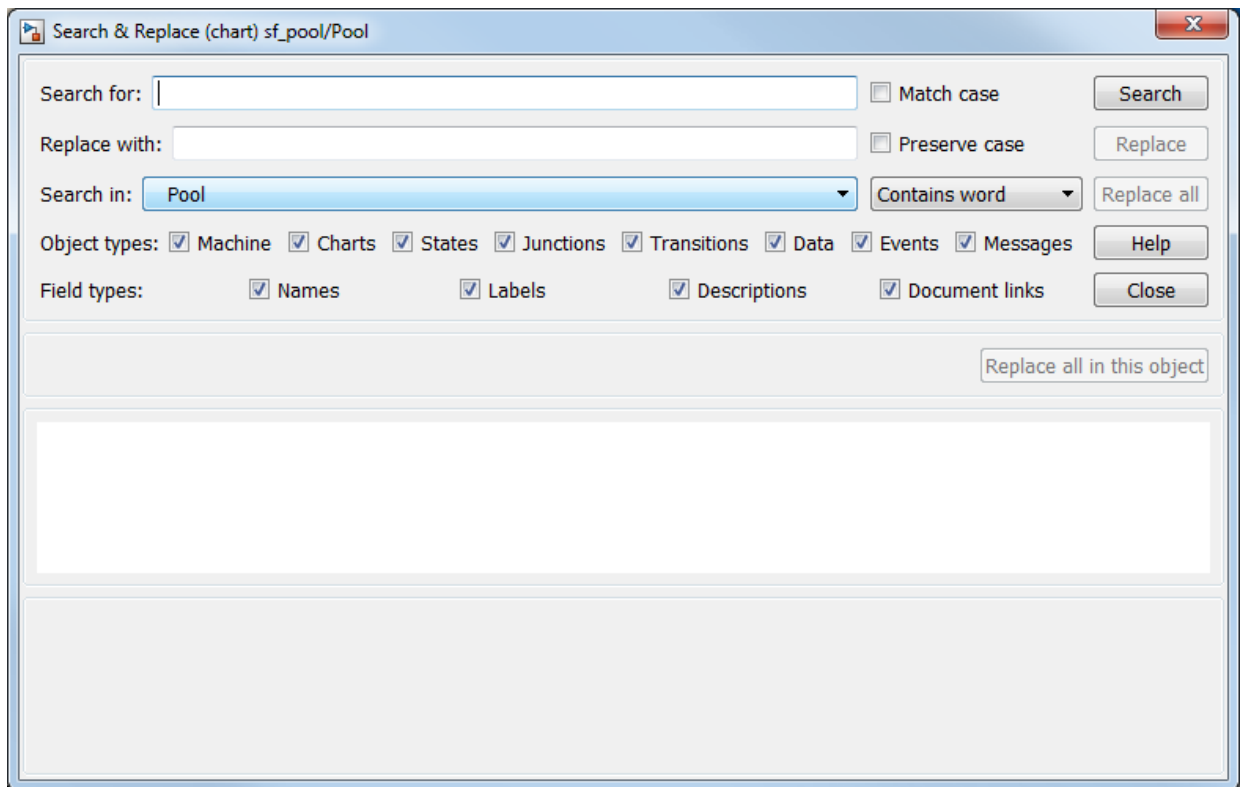 Search & Replace (chart) sf_pool/Pool
Search for: Match case Search
Replace with: Preserve case Replace
Search in: Pool Contains word Replace all
Object types: Machine Charts States Junctions Transitions Data Events Messages Help
Field types: Names Labels Descriptions Document links Close
Replace all in this object